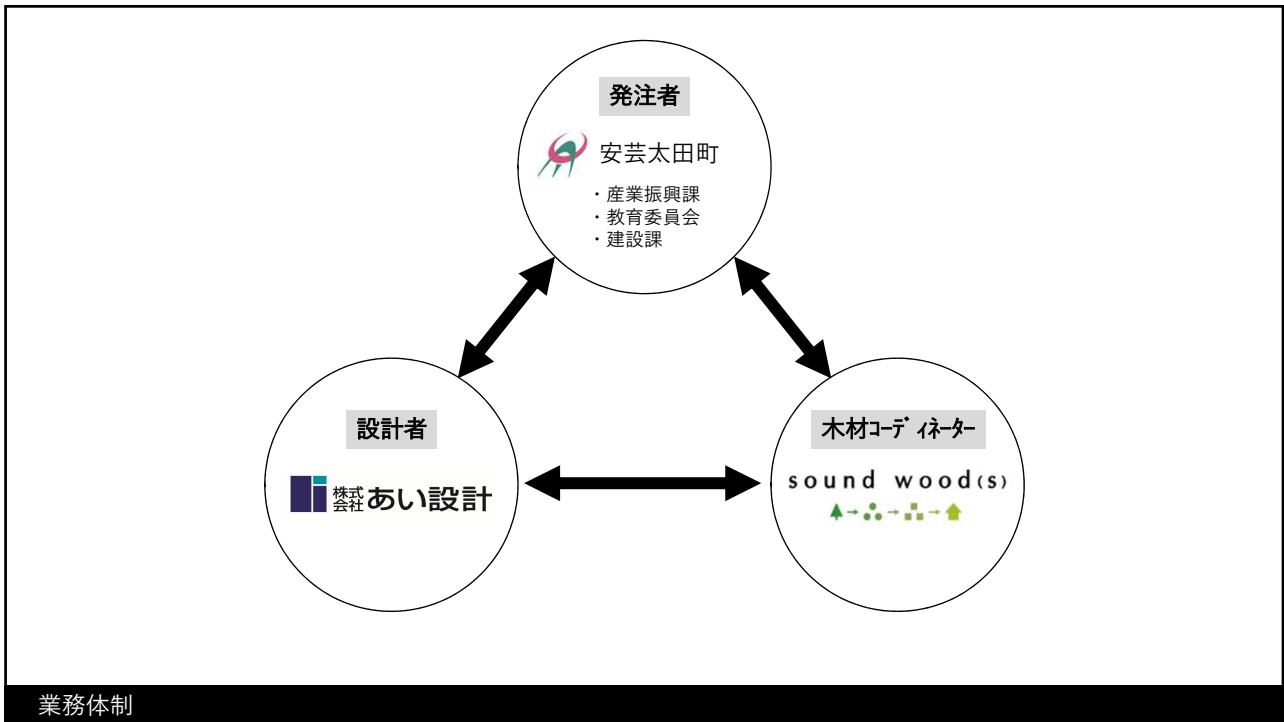 発注者
安芸太田町
・産業振興課
・教育委員会
・建設課
設計者
株式会社あい設計
木材ｺｰﾃﾞｨﾈｰﾀｰ
sound wood(s)
業務体制